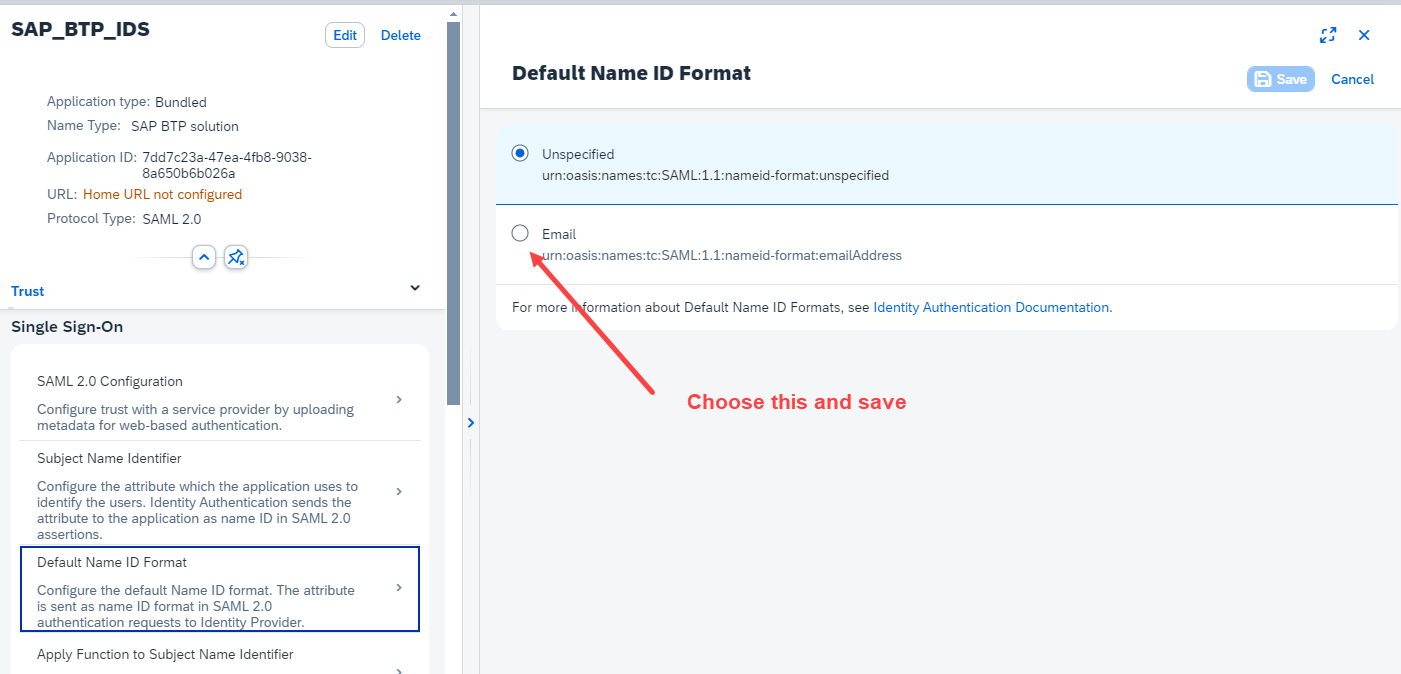 SAP_BTP_IDS
Edit
Delete
Application type: Bundled
Name Type: SAP BTP solution
Application ID: 7dd7c23a-47ea-4fb8-9038-
8a650b6b026a
URL: Home URL not configured
Protocol Type: SAML 2.0
Trust
Single Sign-On
SAML 2.0 Configuration
Configure trust with a service provider by uploading
metadata for web-based authentication.
Subject Name Identifier
Configure the attribute which the application uses to
identify the users. Identity Authentication sends the
attribute to the application as name ID in SAML 2.0
assertions.
Default Name ID Format
Configure the default Name ID format. The attribute
is sent as name ID format in SAML 2.0
authentication requests to Identity Provider.
Apply Function to Subject Name Identifier
Default Name ID Format
Save
Cancel
Unspecified
urn:oasis:names:tc:SAML:1.1:nameid-format:unspecified
Email
urn:oasis:names:tc:SAML:1.1:nameid-format:emailAddress
For more information about Default Name ID Formats, see Identity Authentication Documentation.
Choose this and save